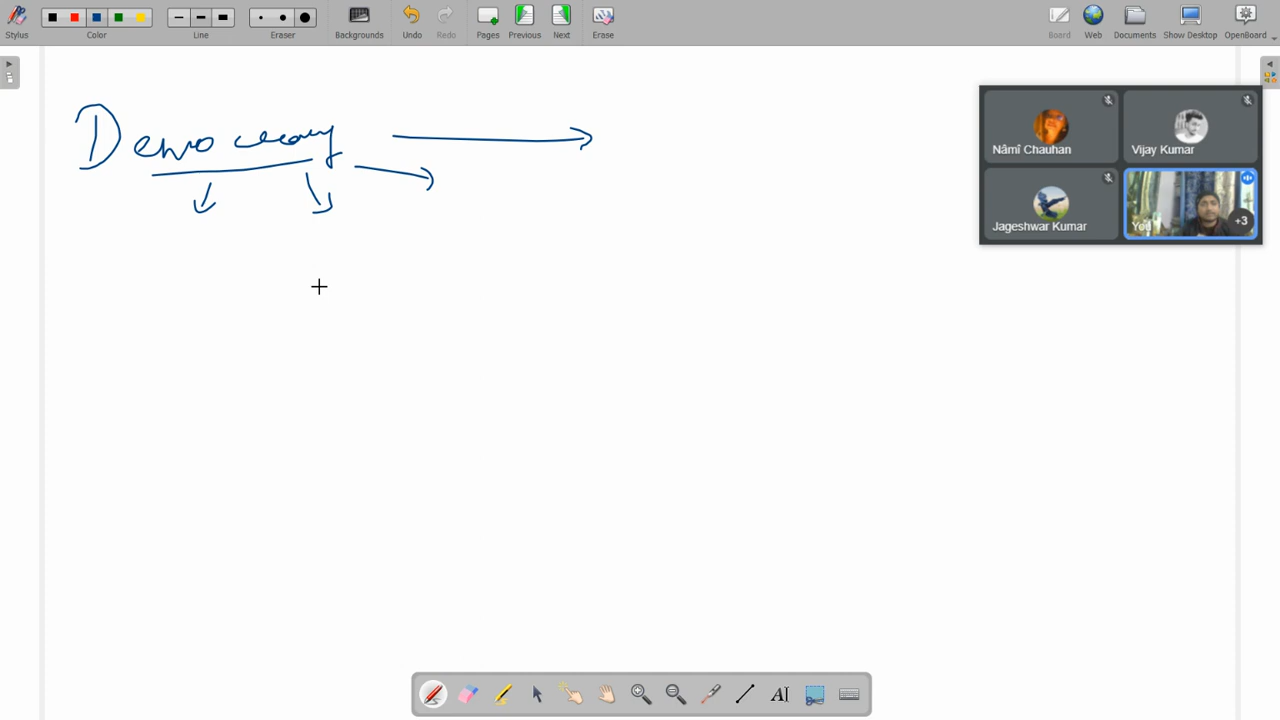 Stylus
Color
Line
Eraser
Backgrounds
Undo
Redo
Pages
Previous
Next
Erase
Board
Web
Documents
Show Desktop
OpenBoard
Democracy
Nâmî Chauhan
Vijay Kumar
Jageshwar Kumar
You
+3